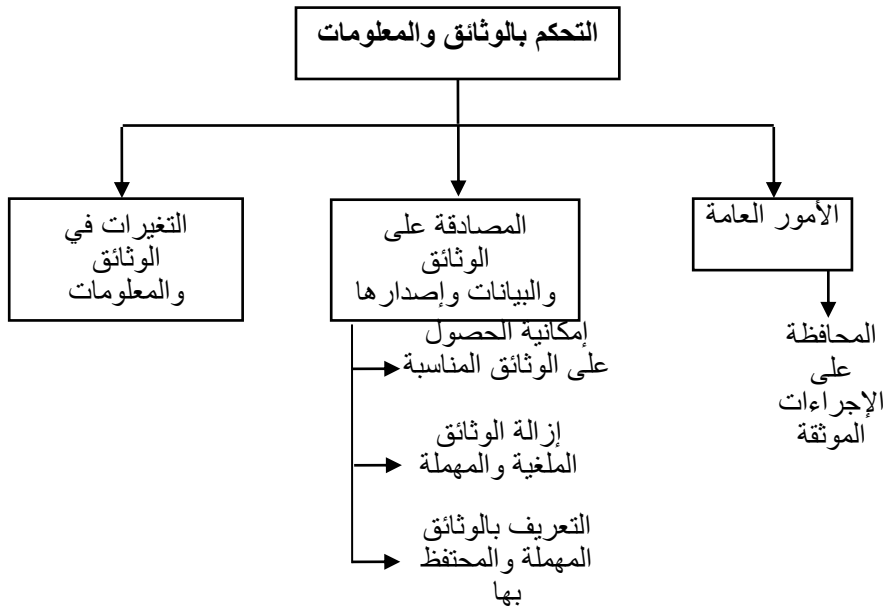 التحكم بالوثائق والمعلومات
الأمور العامة
المحافظة
على
الإجراءات
الموثقة
المصادقة على
الوثائق
والبيانات وإصدارها
إمكانية الحصول
على الوثائق المناسبة
إزالة الوثائق
الملغية والمهملة
التعريف بالوثائق
المهملة والمحتفظ
بها
التغيرات في
الوثائق
والمعلومات